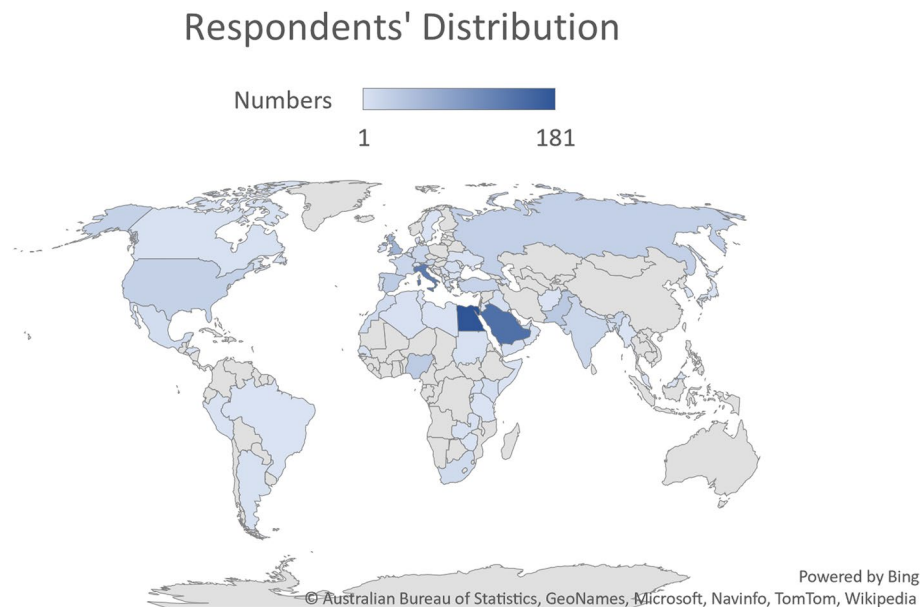 Respondents' Distribution
Numbers
1 181
Powered by Bing
© Australian Bureau of Statistics, GeoNames, Microsoft, Navinfo, TomTom, Wikipedia